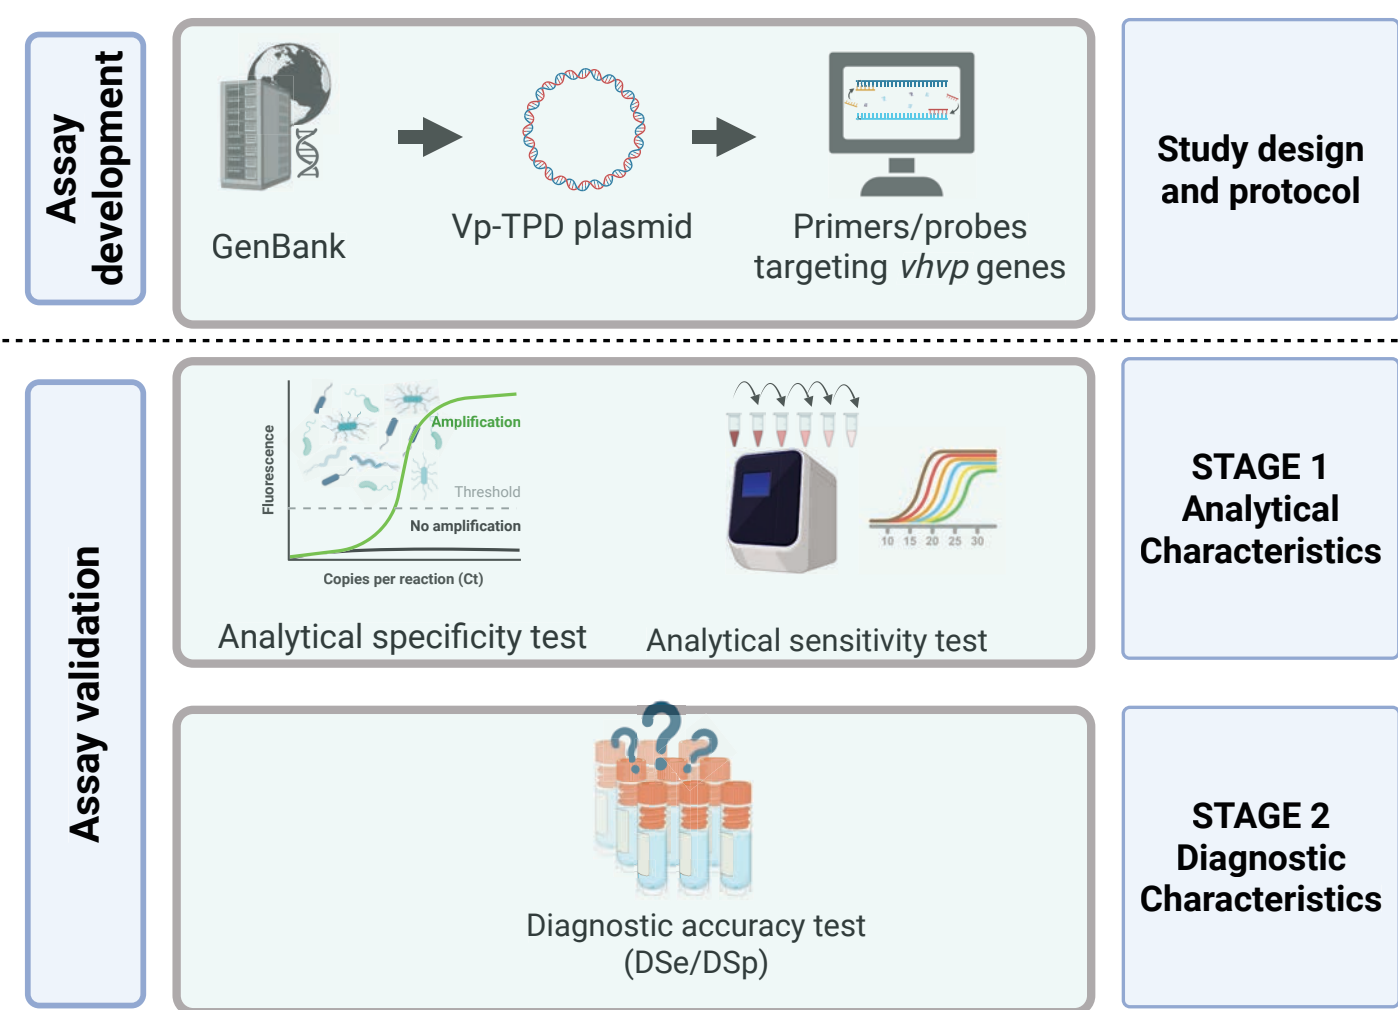 Assay
development
GenBank
Vp-TPD plasmid
Primers/probes
targeting vhvp genes
Study design
and protocol
Assay validation
Fluorescence
Amplification
Threshold
No amplification
Copies per reaction (Ct)
Analytical specificity test
10 15 20 25 30
Analytical sensitivity test
STAGE 1
Analytical
Characteristics
? ? ?
Diagnostic accuracy test
(DSe/DSp)
STAGE 2
Diagnostic
Characteristics